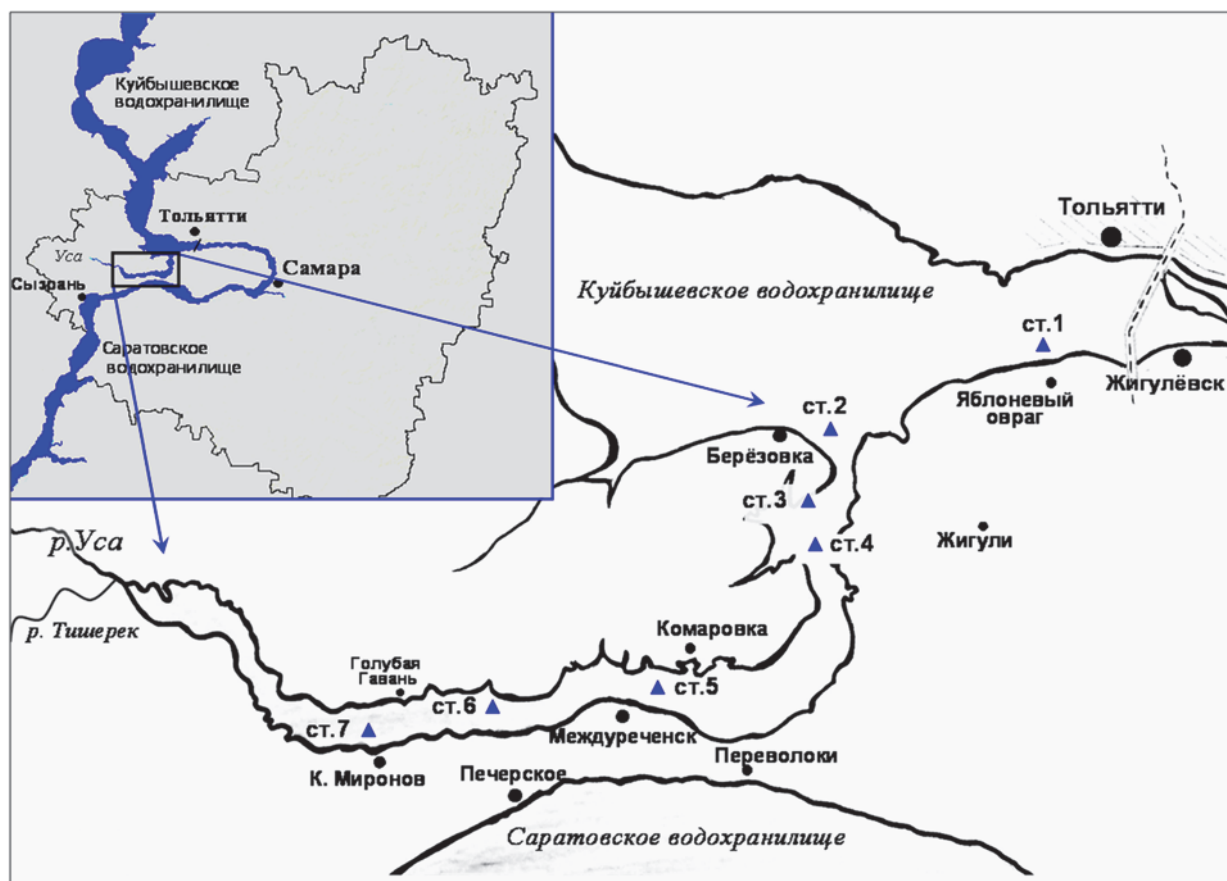 Куйбышевское
водохранилище
Тольятти
Уса
Самара
Сызрань
Саратовское
водохранилище
Тольятти
Куйбышевское водохранилище
ст.1
Жигулёвск
Яблоневый
овраг
ст.2
Берёзовка
ст.3
ст.4
Жигули
р.Уса
р. Тишерек
Комаровка
Голубая
Гавань
ст.5
ст.6
ст.7
Междуреченск
Переволоки
К. Миронов
Печерское
Саратовское водохранилище